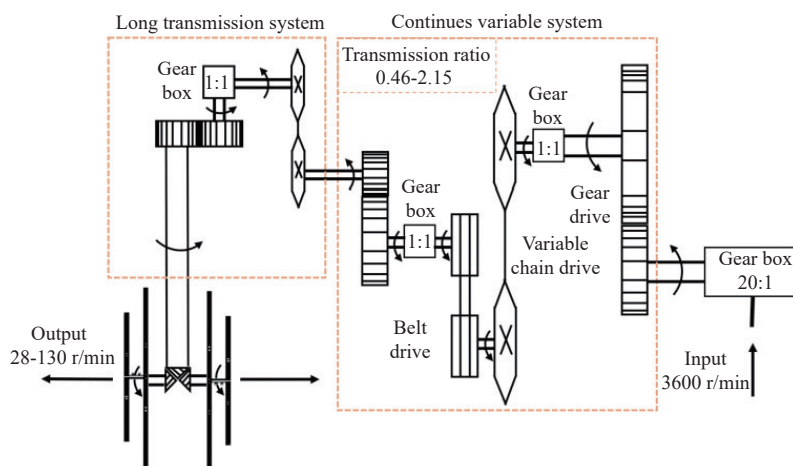 Long transmission system
Continues variable system
Gear
box
1:1
Transmission ratio
0.46-2.15
Gear
box
1:1
Gear
drive
Gear
box
1:1
Variable
chain drive
Gear box
20:1
Belt
drive
Output
28-130 r/min
Input
3600 r/min